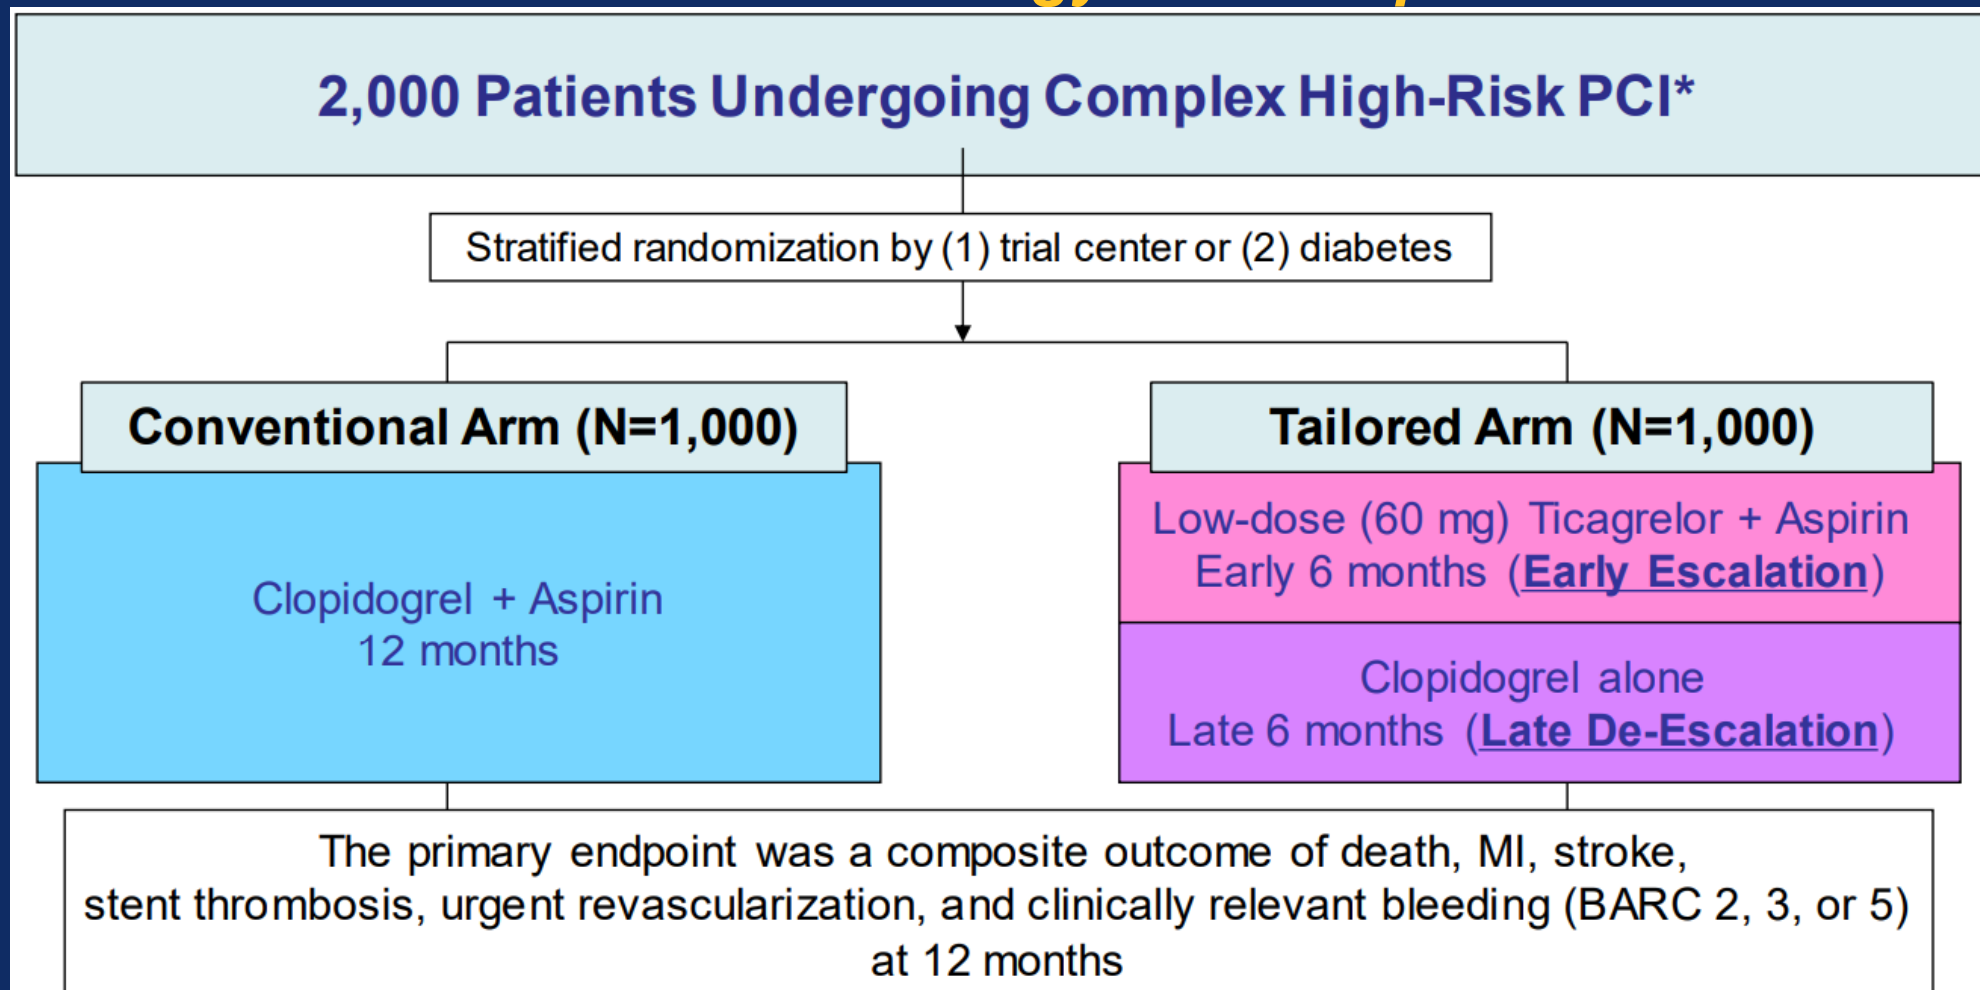 2,000 Patients Undergoing Complex High-Risk PCI*
Stratified randomization by (1) trial center or (2) diabetes
Conventional Arm (N=1,000)
Clopidogrel + Aspirin
12 months
Tailored Arm (N=1,000)
Low-dose (60 mg) Ticagrelor + Aspirin
Early 6 months (Early Escalation)
Clopidogrel alone
Late 6 months (Late De-Escalation)
The primary endpoint was a composite outcome of death, MI, stroke,
stent thrombosis, urgent revascularization, and clinically relevant bleeding (BARC 2, 3, or 5)
at 12 months